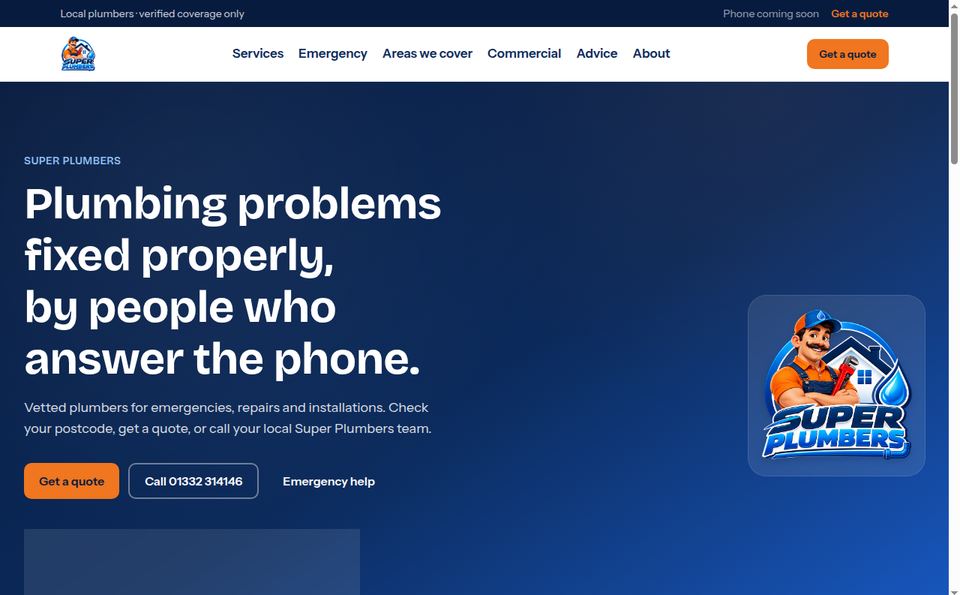 Local plumbers · verified coverage only
Phone coming soon Get a quote
SUPER PLUMBERS
Services Emergency Areas we cover Commercial Advice About
Get a quote
SUPER PLUMBERS
Plumbing problems
fixed properly,
by people who
answer the phone.
Vetted plumbers for emergencies, repairs and installations. Check
your postcode, get a quote, or call your local Super Plumbers team.
Get a quote Call 01332 314146 Emergency help
SUPER
PLUMBERS